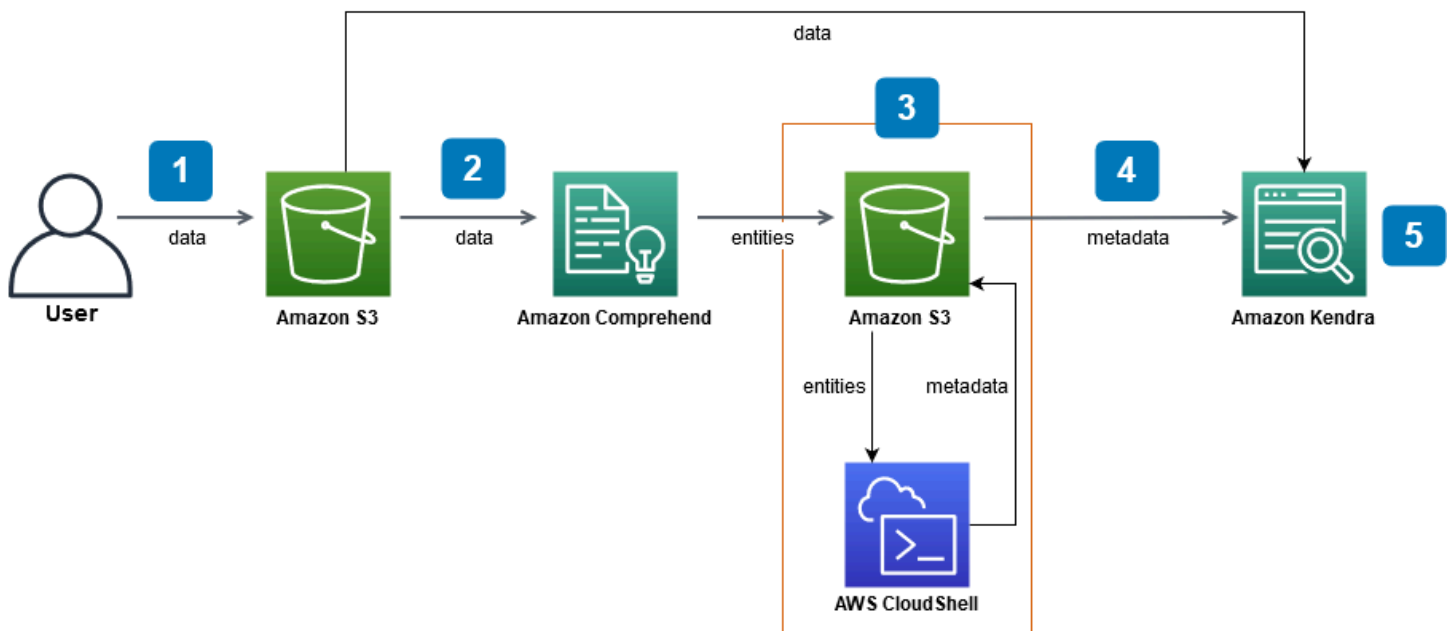 data
3
1
2
4
5
data
data
entities
metadata
User
Amazon S3
Amazon Comprehend
Amazon S3
Amazon Kendra
entities
metadata
AWS CloudShell